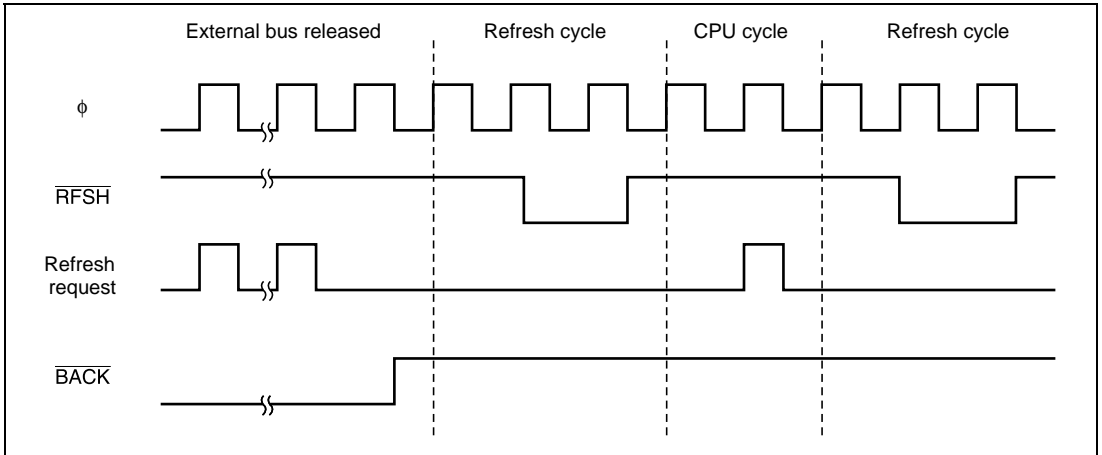 External bus released Refresh cycle CPU cycle Refresh cycle
ϕ
RFSH
Refresh
request
BACK